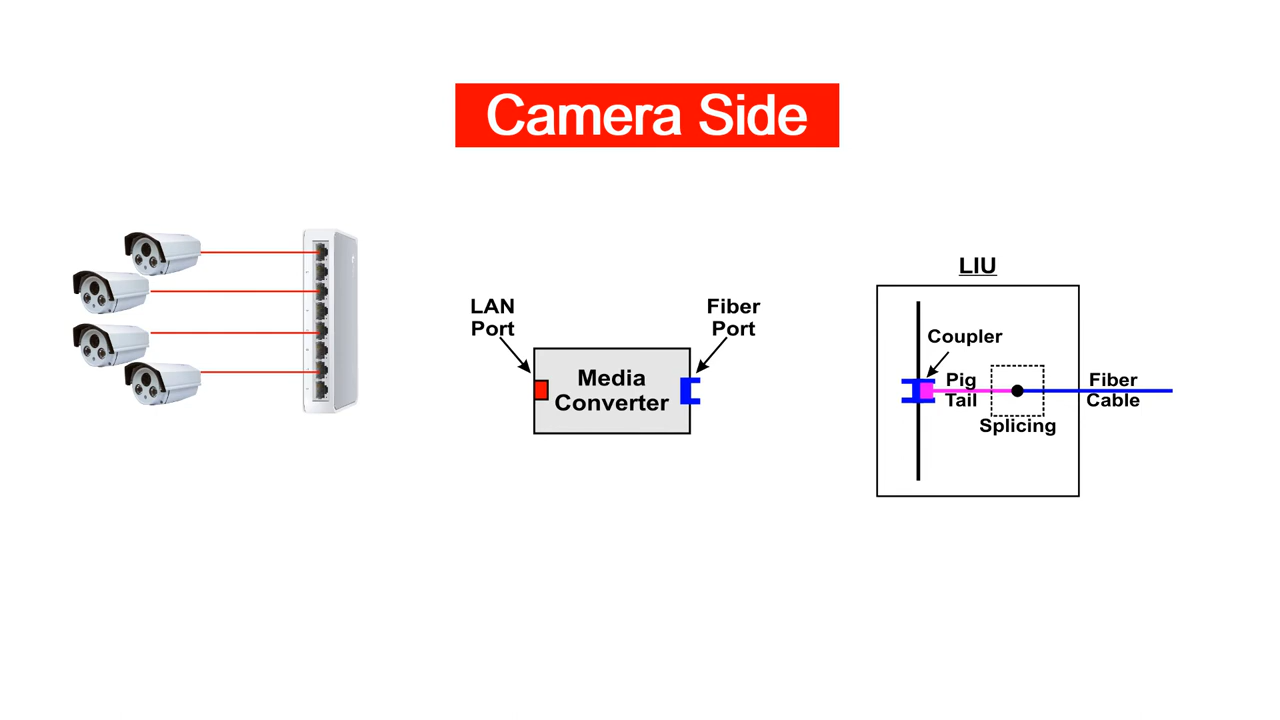 Camera Side
LAN
Port
Fiber
Port
Media
Converter
LIU
Coupler
Pig
Tail
Splicing
Fiber
Cable